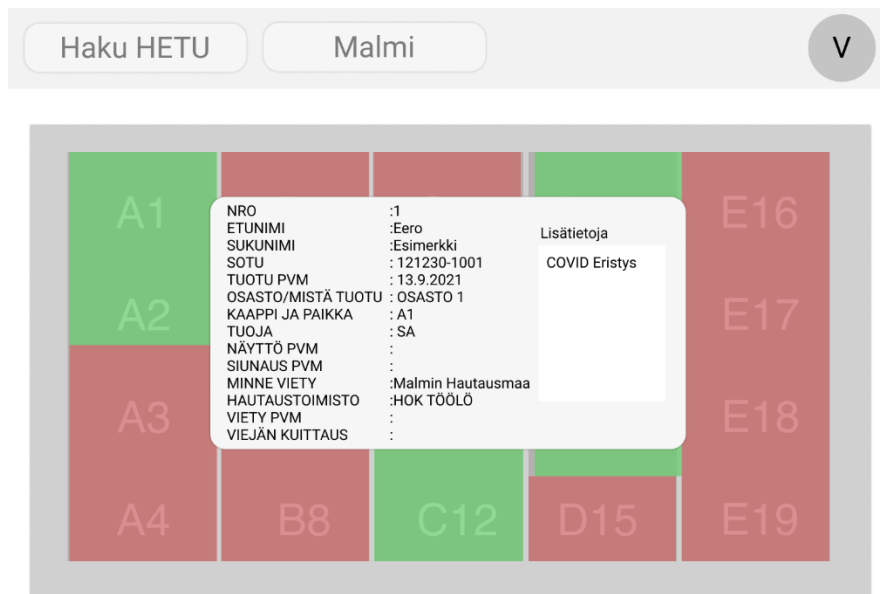 Haku HETU
Malmi
V
A1
E16
NRO :1
ETUNIMI :Eero
SUKUNIMI :Esimerkki
SOTU : 121230-1001
TUOTU PVM : 13.9.2021
OSASTO/MISTÄ TUOTU : OSASTO 1
KAAPPI JA PAIKKA : A1
TUOJA : SA
NÄYTTÖ PVM :
SIUNAUS PVM :
MINNE VIETY :Malmin Hautausmaa
HAUTAUSTOIMISTO :HOK TÖÖLÖ
VIETY PVM :
VIEJÄN KUITTAUS :
Lisätietoja
COVID Eristys
A2
E17
A3
E18
A4
B8
C12
D15
E19